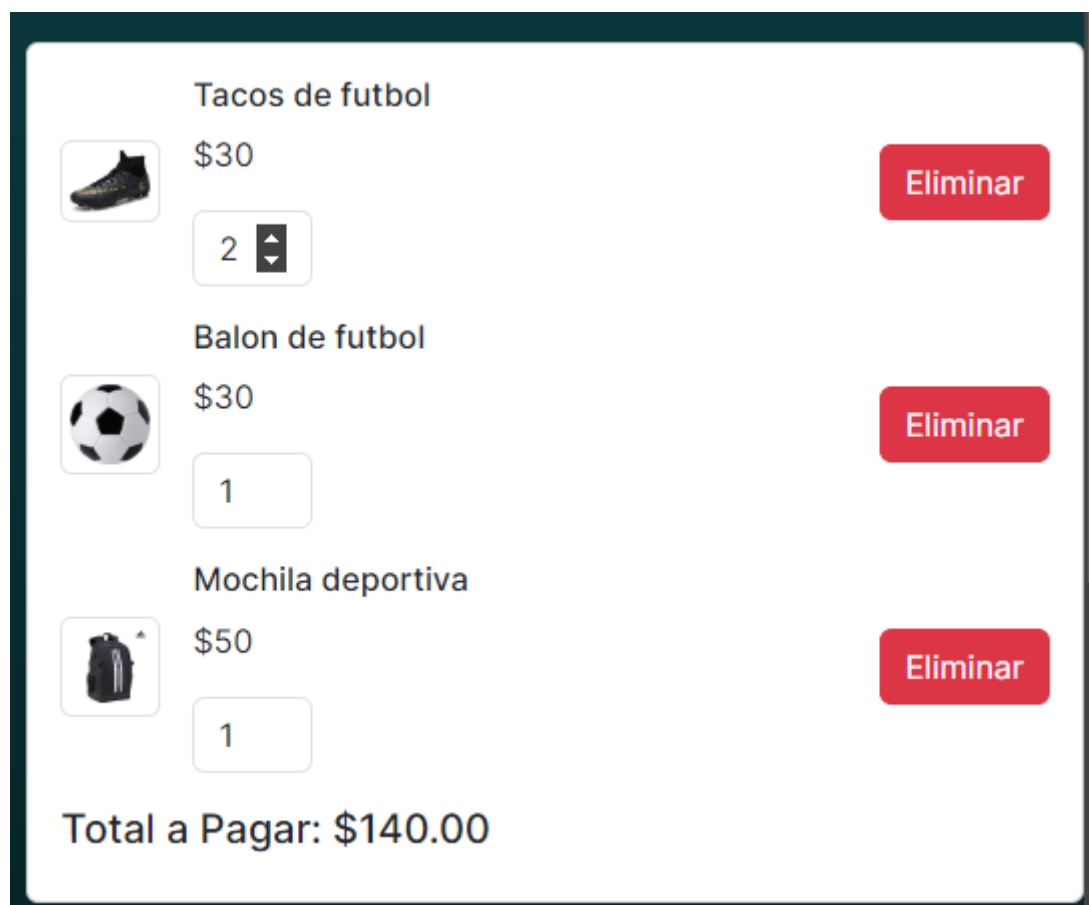 Tacos de futbol
$30
Eliminar
2
Balon de futbol
$30
Eliminar
1
Mochila deportiva
$50
Eliminar
1
Total a Pagar: $140.00